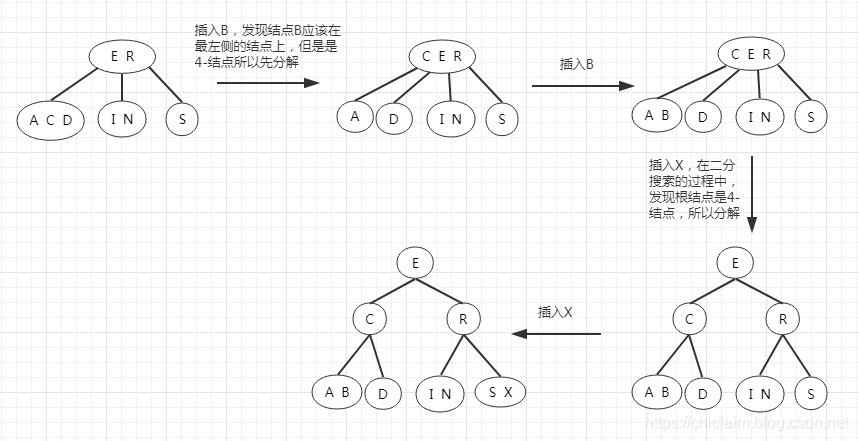 插入B，发现结点B应该在
最左侧的结点上，但是是
4-结点所以先分解
E R
A C D
I N
S
C E R
A
D
I N
S
插入B
C E R
A B
D
I N
S
插入X，在二分
搜索的过程中，
发现根结点是4-
结点，所以分解
E
C
R
A B
D
I N
S
插入X
E
C
R
A B
D
I N
S X
https://chiclaim.blog.csdn.net